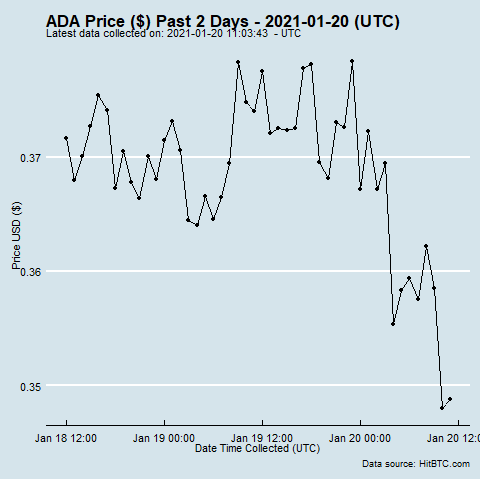 ADA Price ($) Past 2 Days - 2021-01-20 (UTC)
Latest data collected on: 2021-01-20 11:03:43 - UTC
0.37
0.36
0.35
Price USD ($)
Jan 18 12:00 Jan 19 00:00 Jan 19 12:00 Jan 20 00:00 Jan 20 12:
Date Time Collected (UTC)
Data source: HitBTC.com